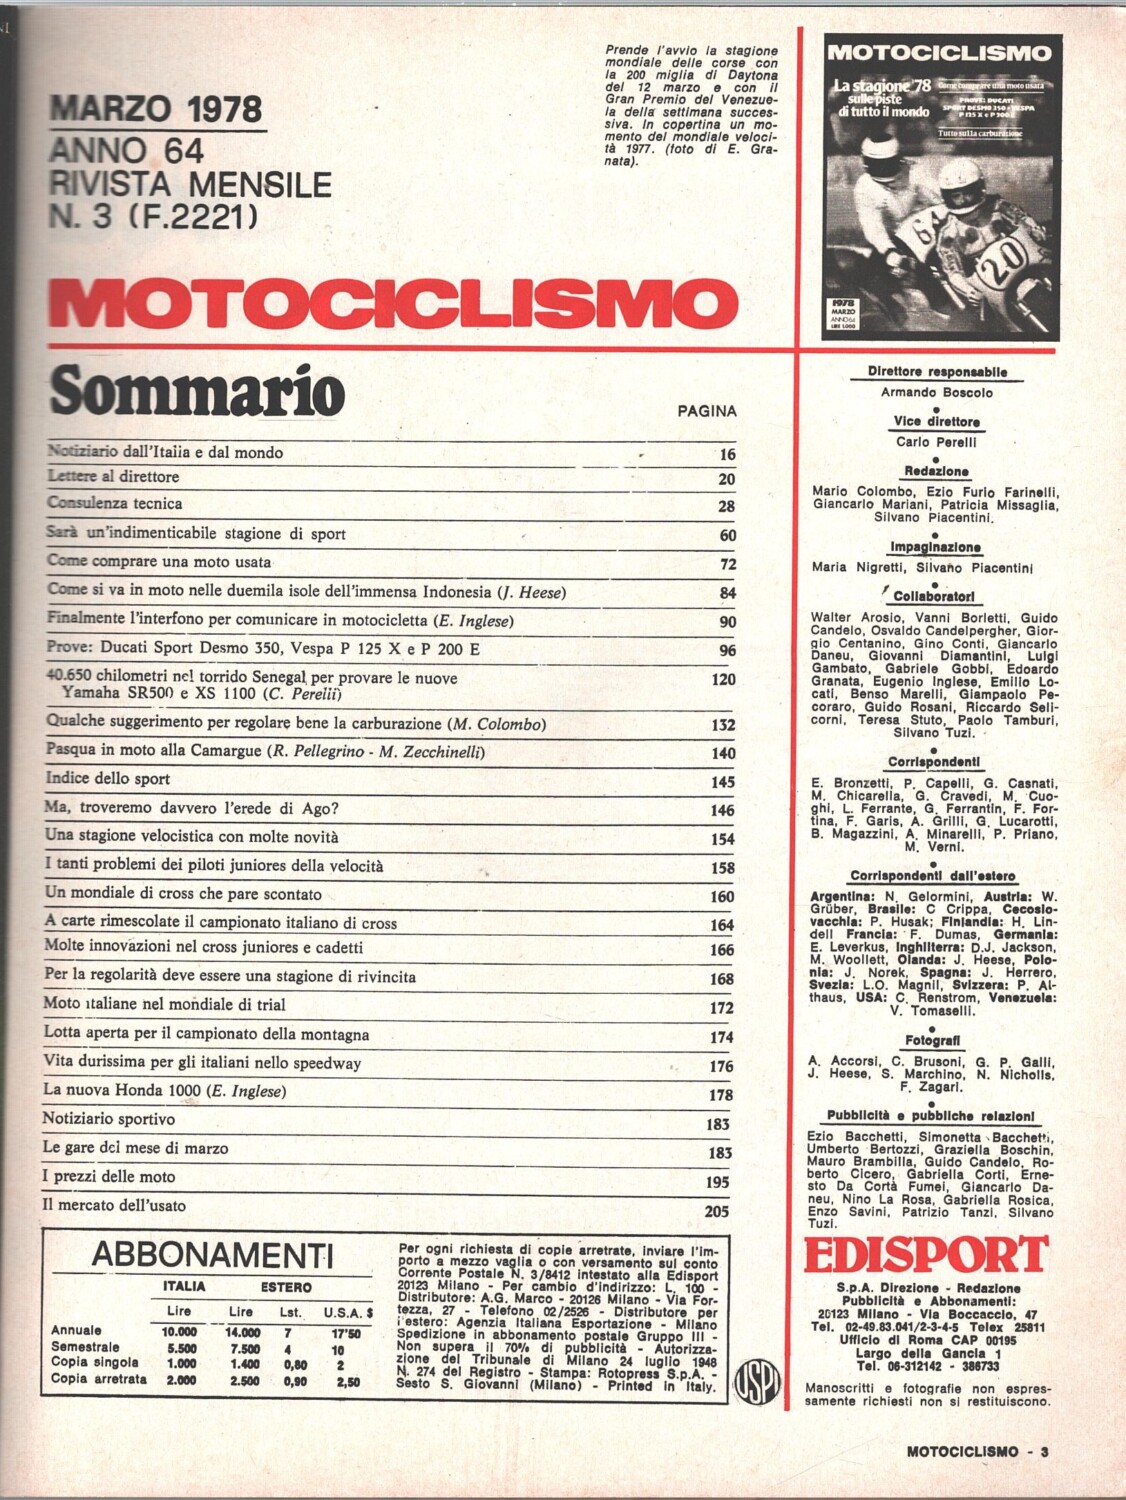 MARZO 1978
ANNO 64
RIVISTA MENSILE
N. 3 (F.2221)
Prende l'avvio la stagione
mondiale delle corse con
la 200 miglia di Daytona
del 12 marzo e con il
Gran Premio del Venezue-
la della settimana succes-
siva. In copertina un mo-
mento del mondiale veloci-
tà 1977. (foto di E. Gra-
nata).
MOTOCICLISMO
La stagione '78
sulle piste
di tutto il mondo
Come comprare una moto usata
PROVE: DUCATI
SPORT DESMO 350 • VESPA
P 125 X e P 200 E
Tutto sulla carburazione
6
20
1978
MARZO
ANNO 64
LIRE 1.000
MOTOCICLISMO
Sommario
PAGINA
Notiziario dall'Italia e dal mondo 16
Lettere al direttore 20
Consulenza tecnica 28
Sarà un'indimenticabile stagione di sport 60
Come comprare una moto usata 72
Come si va in moto nelle duemila isole dell'immensa Indonesia (J. Heese) 84
Finalmente l'interfono per comunicare in motocicletta (E. Inglese) 90
Prove: Ducati Sport Desmo 350, Vespa P 125 X e P 200 E 96
40.650 chilometri nel torrido Senegal per provare le nuove
Yamaha SR500 e XS 1100 (C. Perelli) 120
Qualche suggerimento per regolare bene la carburazione (M. Colombo) 132
Pasqua in moto alla Camargue (R. Pellegrino - M. Zecchinelli) 140
Indice dello sport 145
Ma, troveremo davvero l'erede di Ago? 146
Una stagione velocistica con molte novità 154
I tanti problemi dei piloti juniores della velocità 158
Un mondiale di cross che pare scontato 160
A carte rimescolate il campionato italiano di cross 164
Molte innovazioni nel cross juniores e cadetti 166
Per la regolarità deve essere una stagione di rivincita 168
Moto italiane nel mondiale di trial 172
Lotta aperta per il campionato della montagna 174
Vita durissima per gli italiani nello speedway 176
La nuova Honda 1000 (E. Inglese) 178
Notiziario sportivo 183
Le gare del mese di marzo 183
I prezzi delle moto 195
Il mercato dell'usato 205
ABBONAMENTI
ITALIA ESTERO
Lire Lire Lst. U.S.A. $
Annuale 10.000 14.000 7 17'50
Semestrale 5.500 7.500 4 10
Copia singola 1.000 1.400 0,80 2
Copia arretrata 2.000 2.500 0,90 2,50
Per ogni richiesta di copie arretrate, inviare l'im-
porto a mezzo vaglia o con versamento sul conto
Corrente Postale N. 3/8412 intestato alla Edisport
20123 Milano - Per cambio d'indirizzo: L. 100 -
Distributore: A.G. Marco - 20126 Milano - Via For-
tezza, 27 - Telefono 02/2526 - Distributore per
l'estero: Agenzia Italiana Esportazione - Milano
Spedizione in abbonamento postale Gruppo III -
Non supera il 70% di pubblicità - Autorizza-
zione del Tribunale di Milano 24 luglio 1948
N. 274 del Registro - Stampa: Rotopress S.p.A. -
Sesto S. Giovanni (Milano) - Printed in Italy.
USPI
Direttore responsabile
Armando Boscolo
Vice direttore
Carlo Perelli
Redazione
Mario Colombo, Ezio Furio Farinelli,
Giancarlo Mariani, Patricia Missaglia,
Silvano Piacentini.
Impaginazione
Maria Nigretti, Silvano Piacentini
Collaboratori
Walter Arosio, Vanni Borletti, Guido
Candelo, Osvaldo Candelpergher, Gior-
gio Centanino, Gino Conti, Giancarlo
Daneu, Giovanni Diamantini, Luigi
Gambato, Gabriele Gobbi, Edoardo
Granata, Eugenio Inglese, Emilio Lo-
cati, Benso Marelli, Giampaolo Pe-
coraro, Guido Rosani, Riccardo Seli-
corni, Teresa Stuto, Paolo Tamburi,
Silvano Tuzi.
Corrispondenti
E. Bronzetti, P. Capelli, G. Casnati,
M. Chicarella, G. Cravedi, M. Cuo-
ghi, L. Ferrante, G. Ferrantin, F. For-
tina, F. Garis, A. Grilli, G. Lucarotti,
B. Magazzini, A. Minarelli, P. Priano,
M. Verni.
Corrispondenti dall'estero
Argentina: N. Gelormini, Austria: W.
Grüber, Brasile: C Crippa, Cecoslo-
vacchia: P. Husak; Finlandia: H. Lin-
dell Francia: F. Dumas, Germania:
E. Leverkus, Inghilterra: D.J. Jackson,
M. Woollett, Olanda: J. Heese, Polo-
nia: J. Norek, Spagna: J. Herrero,
Svezia: L.O. Magnil, Svizzera: P. Al-
thaus, USA: C. Renstrom, Venezuela:
V. Tomaselli.
Fotografi
A. Accorsi, C. Brusoni, G. P. Galli,
J. Heese, S. Marchino, N. Nicholls,
F. Zagari.
Pubblicità e pubbliche relazioni
Ezio Bacchetti, Simonetta Bacchetti,
Umberto Bertozzi, Graziella Boschin,
Mauro Brambilla, Guido Candelo, Ro-
berto Cicero, Gabriella Corti, Erne-
sto Da Cortà Fumei, Giancarlo Da-
neu, Nino La Rosa, Gabriella Rosica,
Enzo Savini, Patrizio Tanzi, Silvano
Tuzi.
EDISPORT
S.p.A. Direzione - Redazione
Pubblicità e Abbonamenti:
20123 Milano - Via Boccaccio, 47
Tel. 02-49.83.041/2-3-4-5 Telex 25811
Ufficio di Roma CAP 00195
Largo della Gancia 1
Tel. 06-312142 - 386733
Manoscritti e fotografie non espres-
samente richiesti non si restituiscono.
MOTOCICLISMO - 3